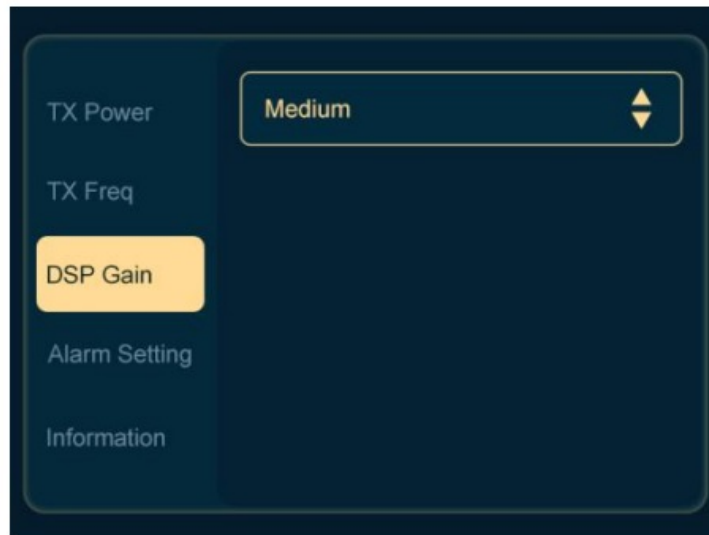 TX Power
Medium
TX Freq
DSP Gain
Alarm Setting
Information